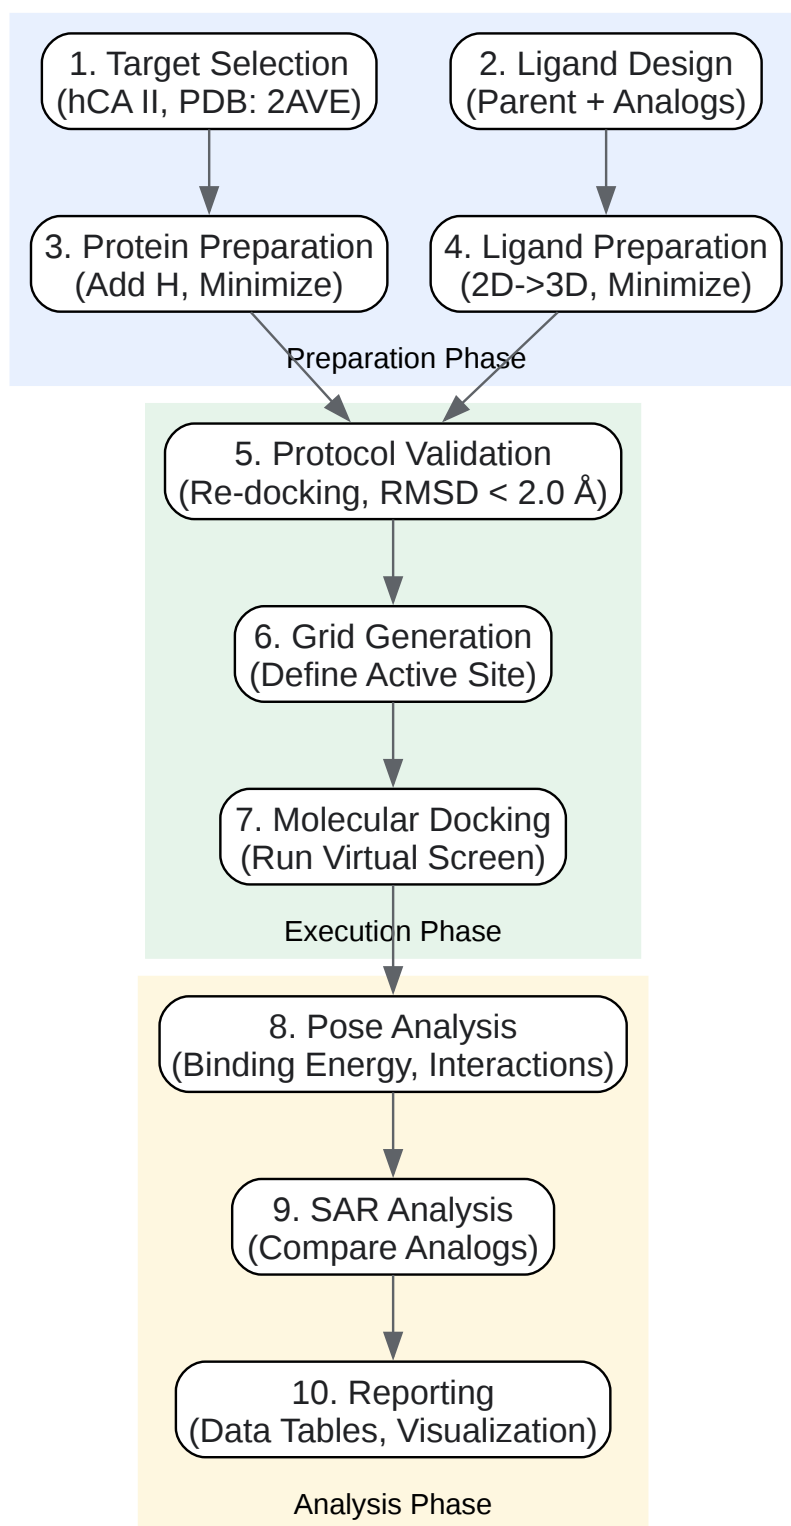 1. Target Selection
(hCA II, PDB: 2AVE)
2. Ligand Design
(Parent + Analogs)
3. Protein Preparation
(Add H, Minimize)
4. Ligand Preparation
(2D->3D, Minimize)
Preparation Phase
5. Protocol Validation
(Re-docking, RMSD < 2.0 Å)
6. Grid Generation
(Define Active Site)
7. Molecular Docking
(Run Virtual Screen)
Execution Phase
8. Pose Analysis
(Binding Energy, Interactions)
9. SAR Analysis
(Compare Analogs)
10. Reporting
(Data Tables, Visualization)
Analysis Phase